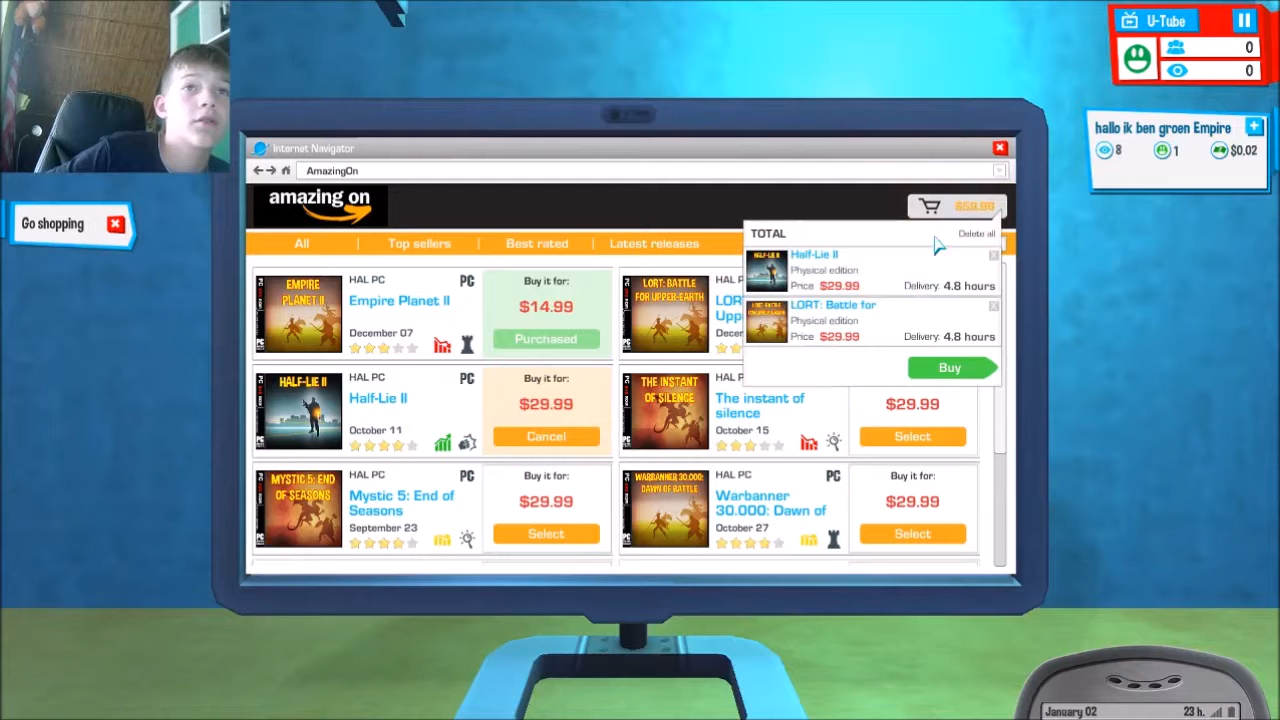 U-Tube
0
0
hallo ik ben groen Empire
8
1
$0.02
Go shopping
Internet Navigator
AmazingOn
amazing on
$59.98
All
Top sellers
Best rated
Latest releases
TOTAL
Delete all
Half-Lie II
Physical edition
Price $29.99
Delivery: 4.8 hours
LORT: Battle for
Physical edition
Price $29.99
Delivery: 4.8 hours
Buy
EMPIRE PLANET II
HAL PC
PC
Empire Planet II
December 07
Buy it for:
$14.99
Purchased
LORT: BATTLE FOR UPPER-EARTH
HAL
LOR
Upp
Dece
HALF-LIE II
HAL PC
PC
Half-Lie II
October 11
Buy it for:
$29.99
Cancel
THE INSTANT OF SILENCE
HAL P
The instant of
silence
October 15
$29.99
Select
MYSTIC 5: END OF SEASONS
HAL PC
PC
Mystic 5: End of
Seasons
September 23
Buy it for:
$29.99
Select
WARBANNER 30.000: DAWN OF BATTLE
HAL PC
PC
Warbanner
30.000: Dawn of
October 27
Buy it for:
$29.99
Select
January 02
23 h.